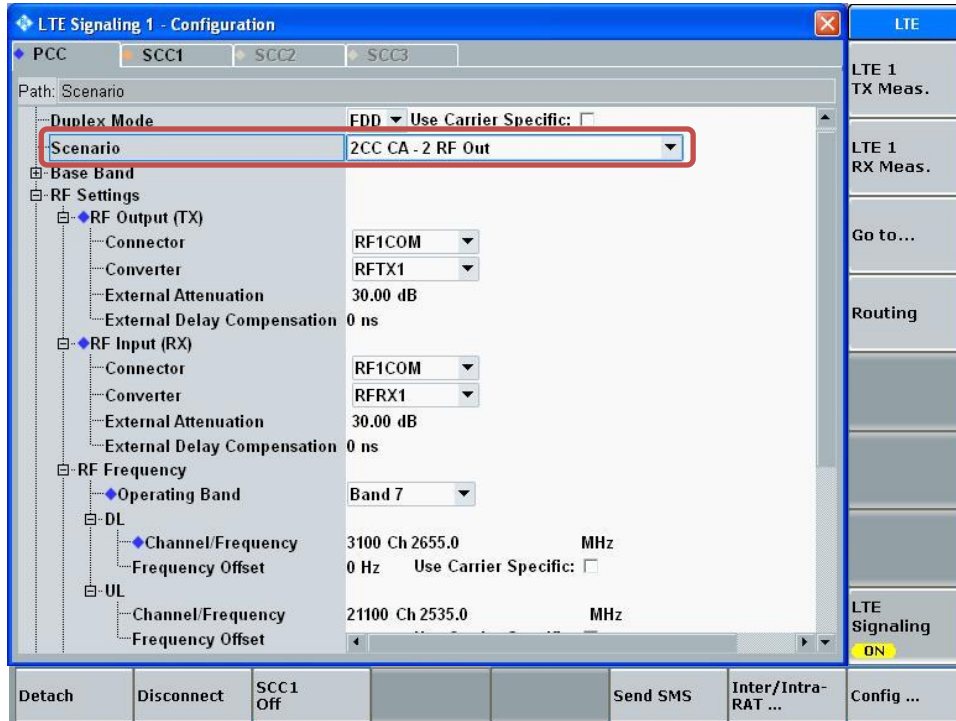 LTE Signaling 1 - Configuration
LTE
PCC SCC1 SCC2 SCC3
Path: Scenario
LTE 1
TX Meas.
Duplex Mode FDD Use Carrier Specific:
Scenario 2CC CA - 2 RF Out
LTE 1
RX Meas.
Base Band
RF Settings
RF Output (TX)
Connector RF1COM
Go to...
Converter RFTX1
External Attenuation 30.00 dB
External Delay Compensation 0 ns
Routing
RF Input (RX)
Connector RF1COM
Converter RFRX1
External Attenuation 30.00 dB
External Delay Compensation 0 ns
RF Frequency
Operating Band Band 7
DL
Channel/Frequency 3100 Ch 2655.0 MHz
Frequency Offset 0 Hz Use Carrier Specific:
UL
Channel/Frequency 21100 Ch 2535.0 MHz
Frequency Offset
LTE
Signaling
ON
Detach
Disconnect
SCC1
Off
Send SMS
Inter/Intra-
RAT ...
Config ...